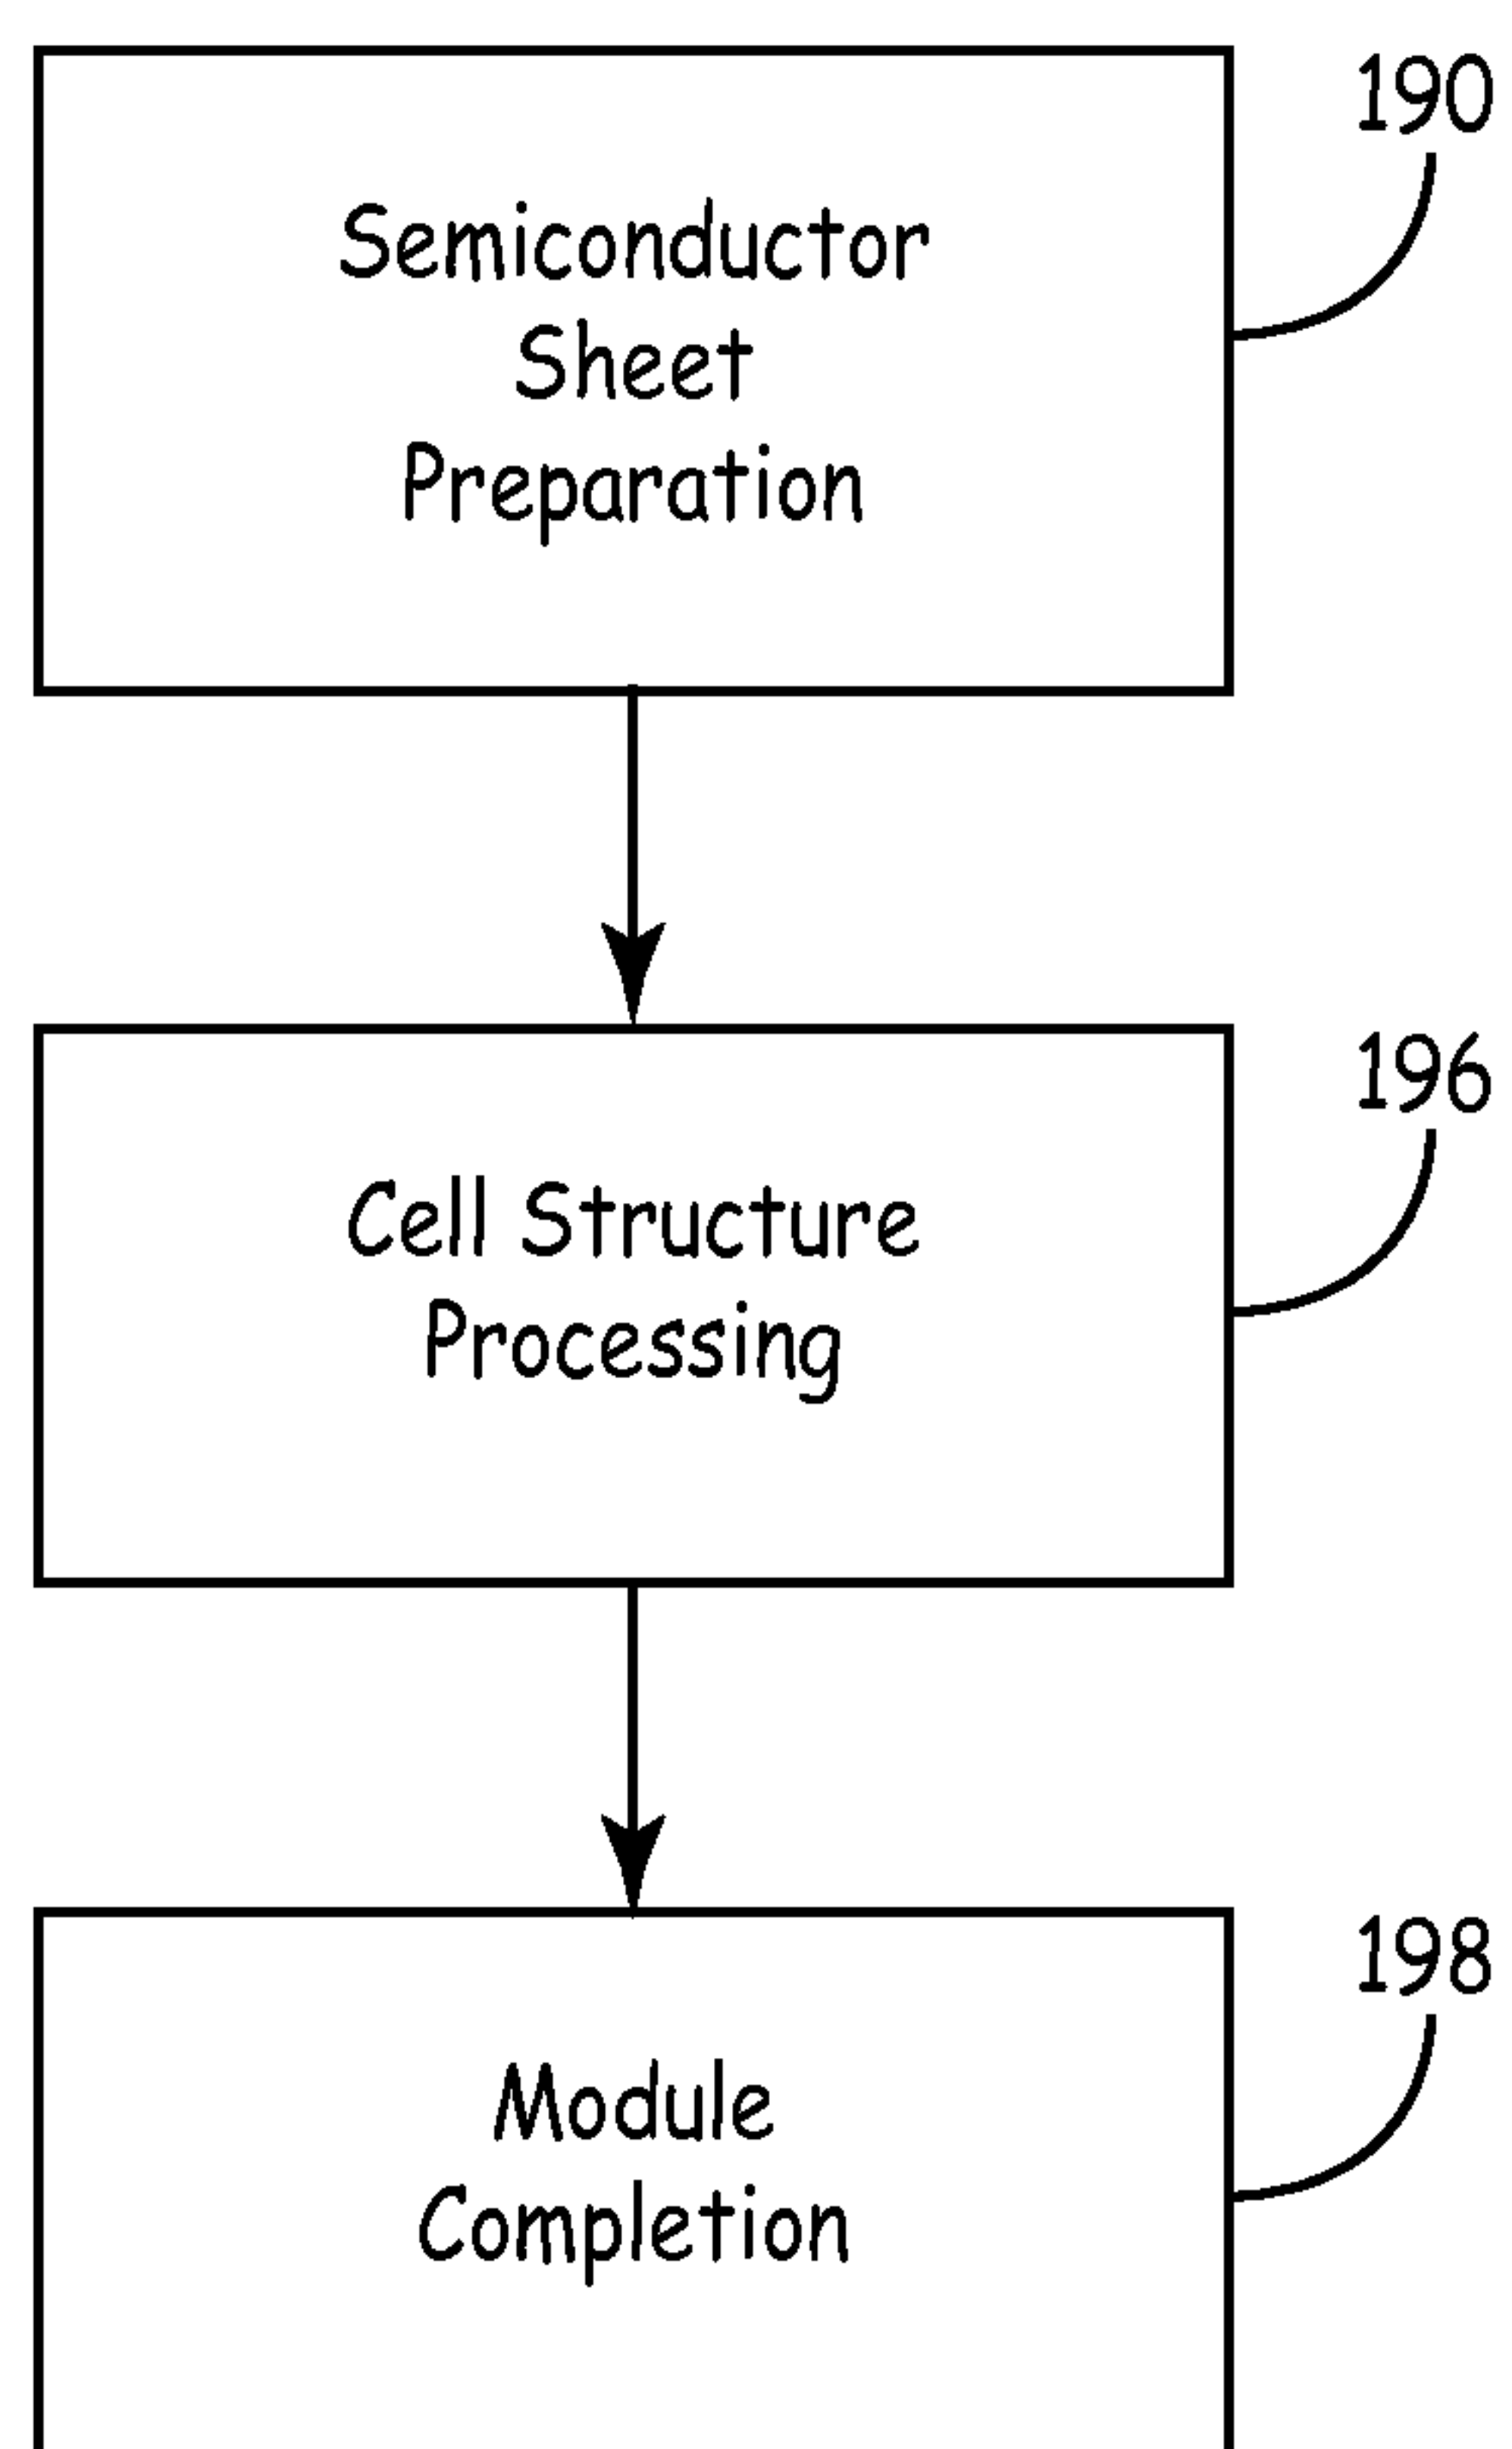 190
Semiconductor
Sheet
Preparation
196
Cell Structure
Processing
198
Module
Completion